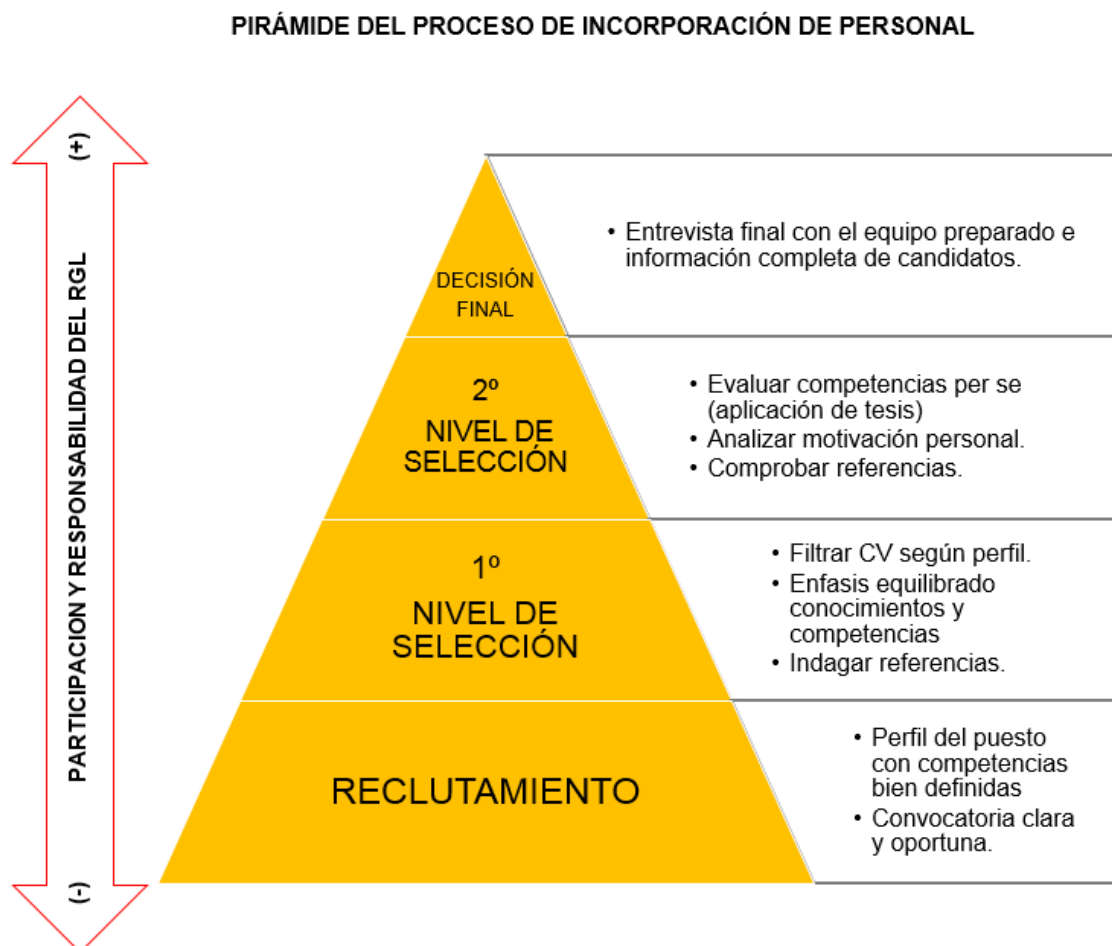 PIRÁMIDE DEL PROCESO DE INCORPORACIÓN DE PERSONAL
(+)
PARTICIPACION Y RESPONSABILIDAD DEL RGL
(-)
DECISIÓN
FINAL
• Entrevista final con el equipo preparado e
información completa de candidatos.
2º
NIVEL DE
SELECCIÓN
• Evaluar competencias per se
(aplicación de tesis)
• Analizar motivación personal.
• Comprobar referencias.
1º
NIVEL DE
SELECCIÓN
• Filtrar CV según perfil.
• Enfasis equilibrado
conocimientos y
competencias
• Indagar referencias.
RECLUTAMIENTO
• Perfil del puesto
con competencias
bien definidas
• Convocatoria clara
y oportuna.